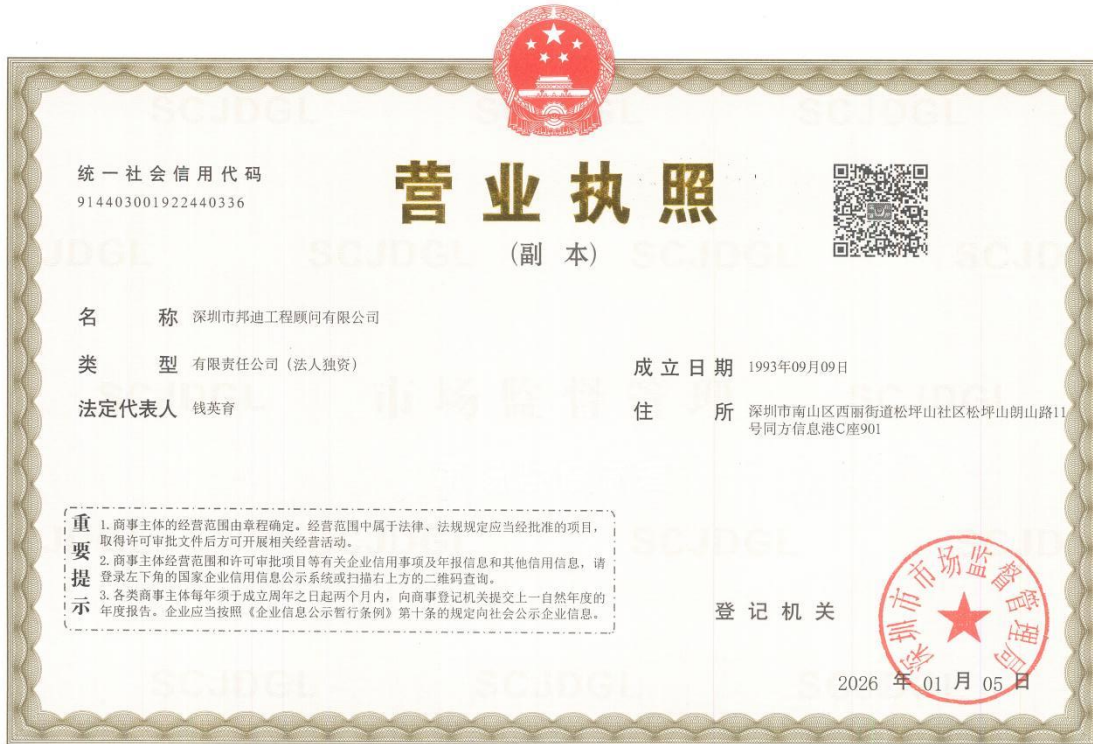 统一社会信用代码
914403001922440336
营业执照
(副 本)
名 称 深圳市邦迪工程顾问有限公司
类 型 有限责任公司（法人独资）
法定代表人 钱英育
成立日期 1993年09月09日
住 所 深圳市南山区西丽街道松坪山社区松坪山朗山路11
号同方信息港C座901
重要提示
1. 商事主体的经营范围由章程确定。经营范围中属于法律、法规规定应当经批准的项目，
取得许可审批文件后方可开展相关经营活动。
2. 商事主体经营范围和许可审批项目等有关企业信用事项及年报信息和其他信用信息，请
登录左下角的国家企业信用信息公示系统或扫描右上方的二维码查询。
3. 各类商事主体每年须于成立周年之日起两个月内，向商事登记机关提交上一自然年度的
年度报告。企业应当按照《企业信息公示暂行条例》第十条的规定向社会公示企业信息。
登记机关
深圳市市场监督管理局
2026 年 01 月 05 日
SCJDGL
市场监督管理